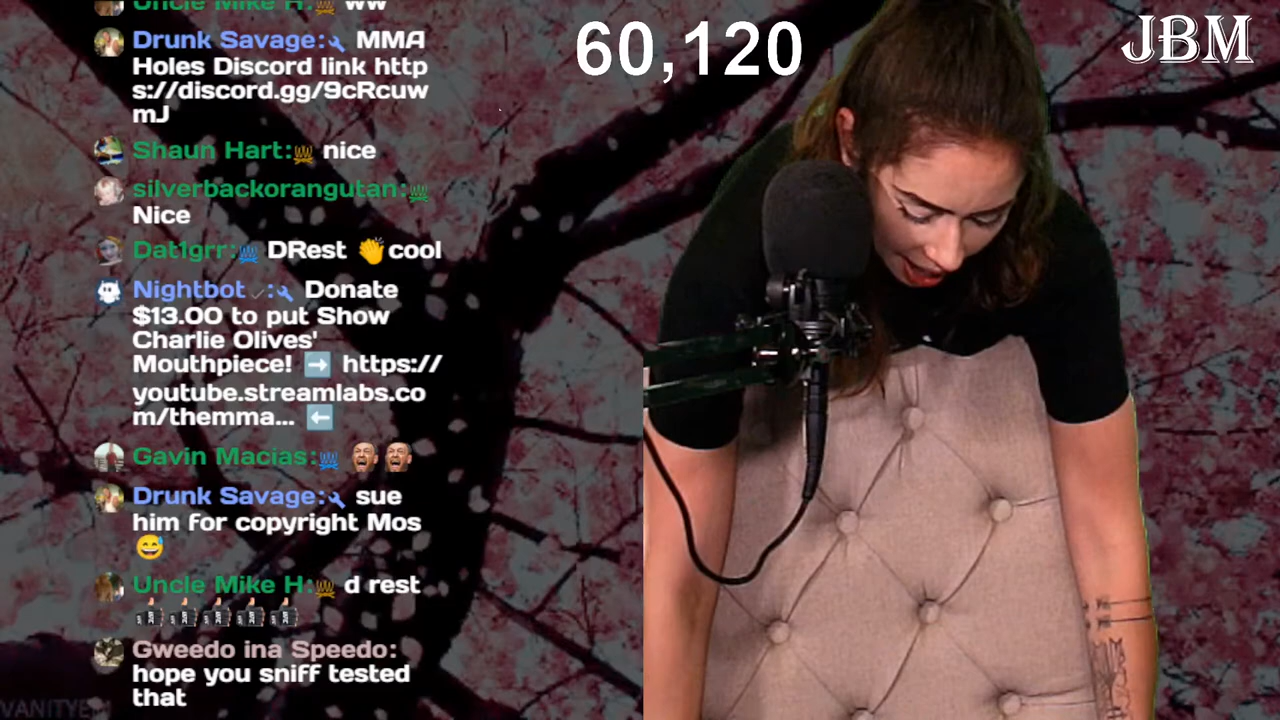 Uncle Mike H: ww
60,120
JBM
Drunk Savage: MMA
Holes Discord link http
s://discord.gg/9cRcuw
mJ
Shaun Hart: nice
silverbackorangutan:
Nice
Dat1grr: DRest 👏cool
Nightbot ✓: Donate
$13.00 to put Show
Charlie Olives'
Mouthpiece! ➡️ https://
youtube.streamlabs.co
m/themma... ⬅️
Gavin Macias:
Drunk Savage: sue
him for copyright Mos
😅
Uncle Mike H: d rest
Gweedo ina Speedo:
hope you sniff tested
that